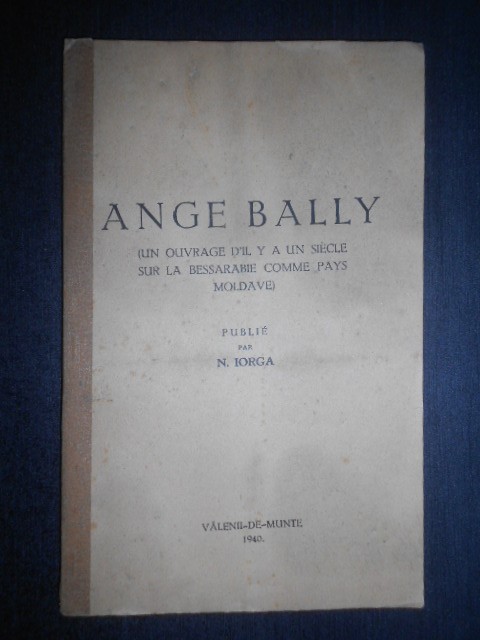 ANGE BALLY
(UN OUVRAGE D'IL Y A UN SIÈCLE
SUR LA BESSARABIE COMME PAYS
MOLDAVE)
PUBLIÉ
PAR
N. IORGA
VĂLENII-DE-MUNTE
1940.